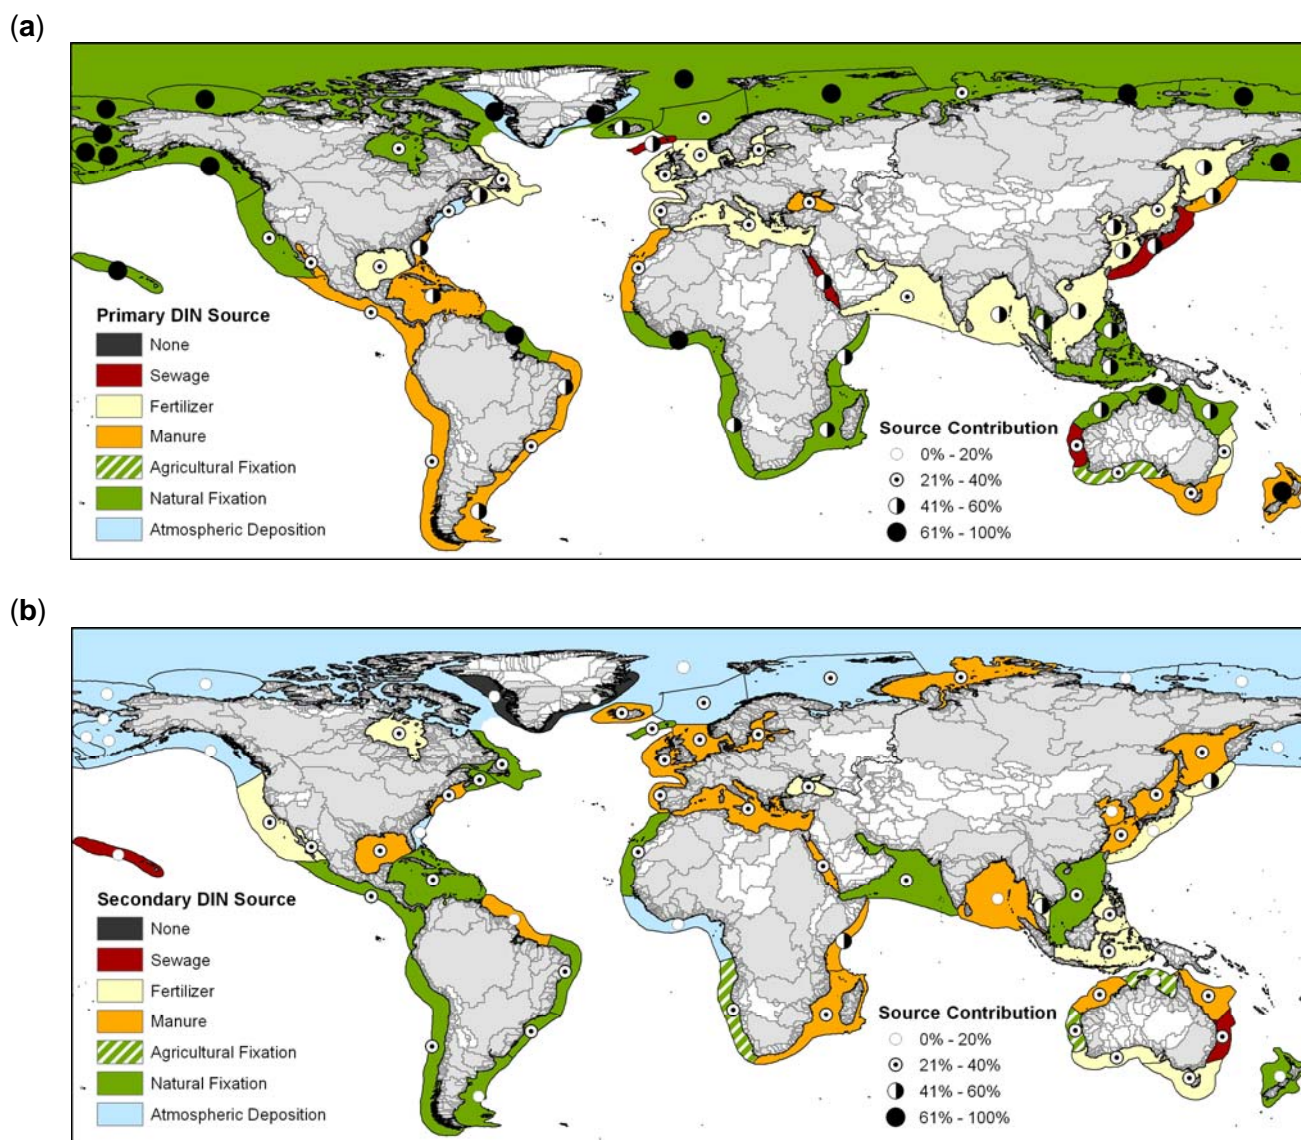 (a)
Primary DIN Source
None
Sewage
Fertilizer
Manure
Agricultural Fixation
Natural Fixation
Atmospheric Deposition
Source Contribution
0% - 20%
21% - 40%
41% - 60%
61% - 100%
(b)
Secondary DIN Source
None
Sewage
Fertilizer
Manure
Agricultural Fixation
Natural Fixation
Atmospheric Deposition
Source Contribution
0% - 20%
21% - 40%
41% - 60%
61% - 100%